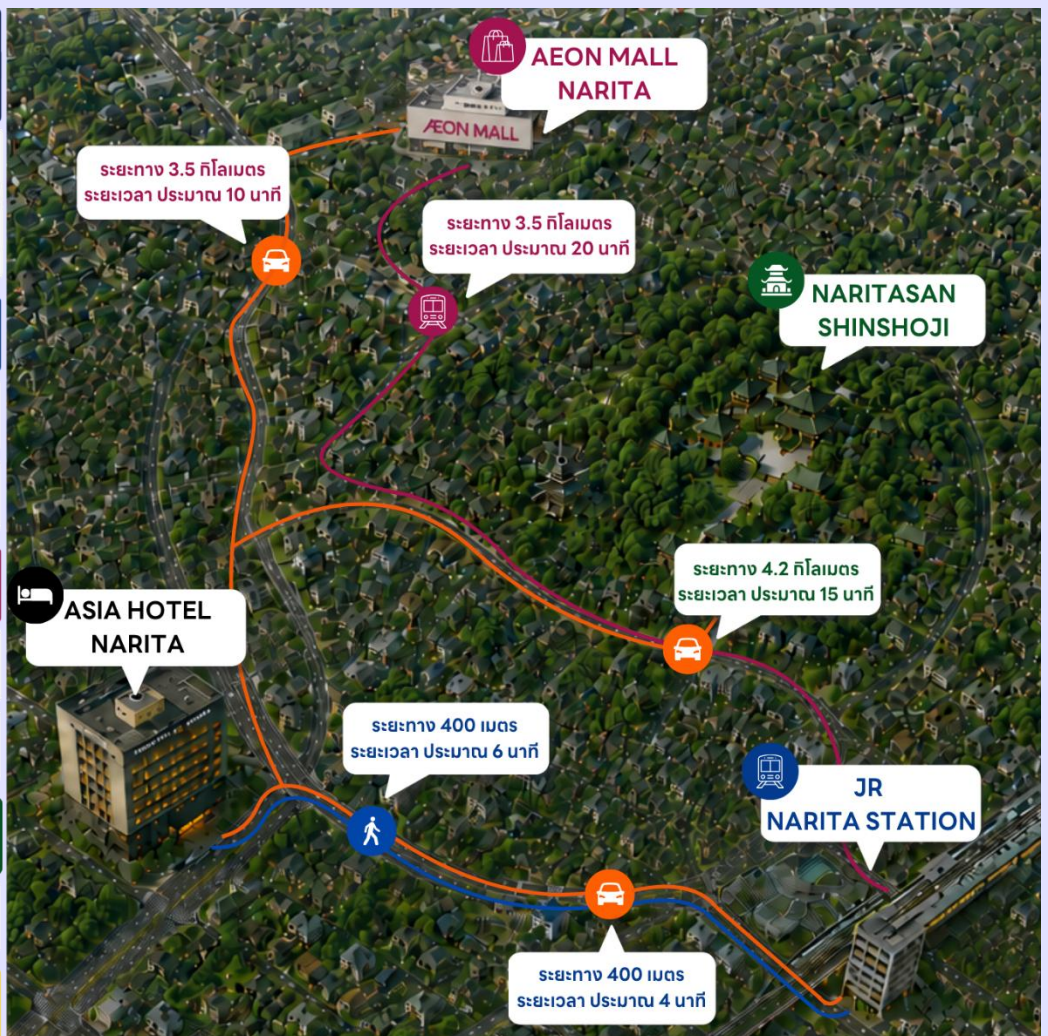 AEON MALL
NARITA
ÆON MALL
ระยะทาง 3.5 กิโลเมตร
ระยะเวลา ประมาณ 10 นาที
ระยะทาง 3.5 กิโลเมตร
ระยะเวลา ประมาณ 20 นาที
NARITASAN
SHINSHOJI
ระยะทาง 4.2 กิโลเมตร
ระยะเวลา ประมาณ 15 นาที
ASIA HOTEL
NARITA
ระยะทาง 400 เมตร
ระยะเวลา ประมาณ 6 นาที
JR
NARITA STATION
ระยะทาง 400 เมตร
ระยะเวลา ประมาณ 4 นาที